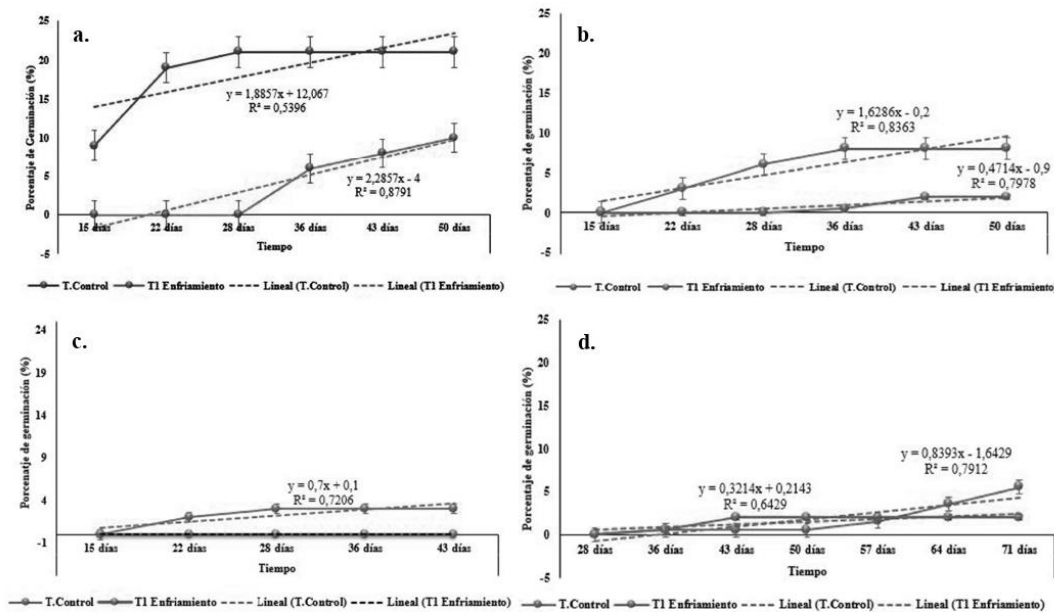 a.
Porcentaje de Germinación (%)
25
20
15
10
5
0
-5
y = 1,8857x + 12,067
R² = 0,5396
y = 2,2857x - 4
R² = 0,8791
15 días 22 días 28 días 36 días 43 días 50 días
Tiempo
T.Control T1 Enfriamiento Lineal (T.Control) Lineal (T1 Enfriamiento)
b.
Porcentaje de germinación (%)
25
20
15
10
5
0
-5
y = 1,6286x - 0,2
R² = 0,8363
y = 0,4714x - 0,9
R² = 0,7978
15 días 22 días 28 días 36 días 43 días 50 días
Tiempo
T.Control T1 Enfriamiento Lineal (T.Control) Lineal (T1 Enfriamiento)
c.
Porcenatje de germinación (%)
24
19
14
9
4
-1
y = 0,7x + 0,1
R² = 0,7206
15 días 22 días 28 días 36 días 43 días
Tiempo
T.Control T1 Enfriamiento Lineal (T.Control) Lineal (T1 Enfriamiento)
d.
Porcentaje de germinación (%)
25
20
15
10
5
0
-5
y = 0,8393x - 1,6429
R² = 0,7912
y = 0,3214x + 0,2143
R² = 0,6429
28 días 36 días 43 días 50 días 57 días 64 días 71 días
Tiempo
T.Control T1 Enfriamiento Lineal (T.Control) Lineal (T1 Enfriamiento)